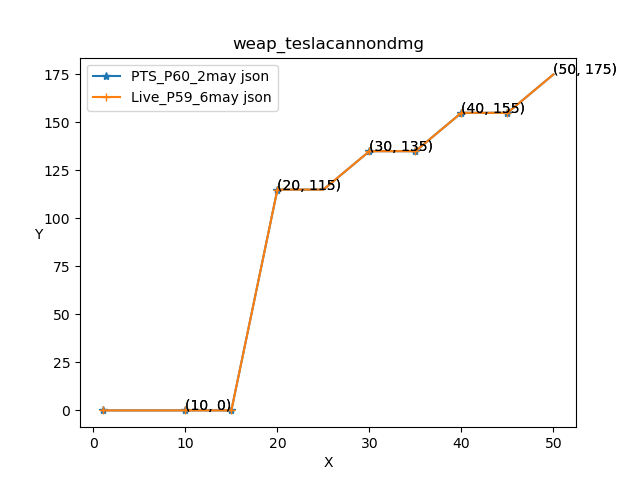 weap_teslacannondmg
PTS_P60_2may json
Live_P59_6may json
(50, 175)
(40, 155)
(30, 135)
(20, 115)
(10, 0)
175
150
125
100
75
50
25
0
Y
0 10 20 30 40 50
X